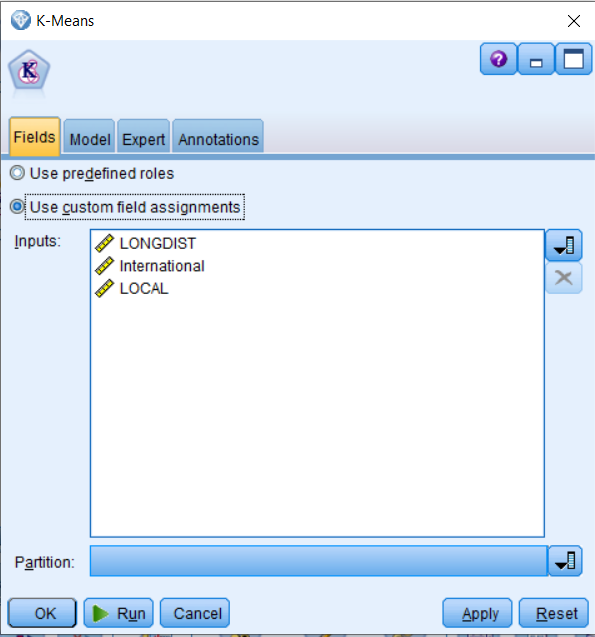 K-Means
Fields Model Expert Annotations
Use predefined roles
Use custom field assignments
Inputs:
LONGDIST
International
LOCAL
Partition:
OK Run Cancel Apply Reset